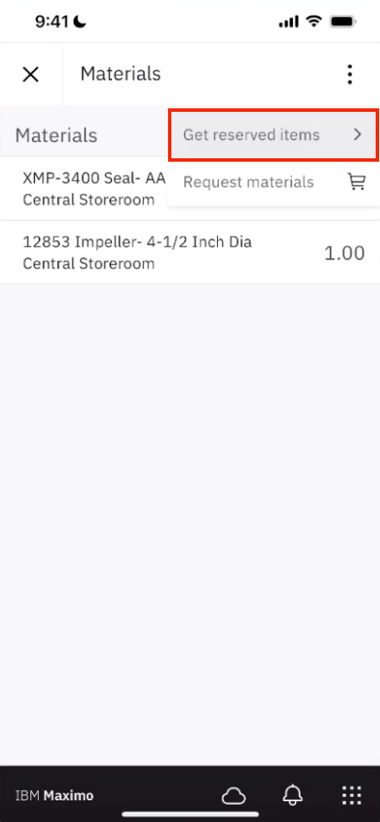 9:41
Materials
Materials
Get reserved items
Request materials
XMP-3400 Seal- AA
Central Storeroom
12853 Impeller- 4-1/2 Inch Dia
Central Storeroom
1.00
IBM Maximo